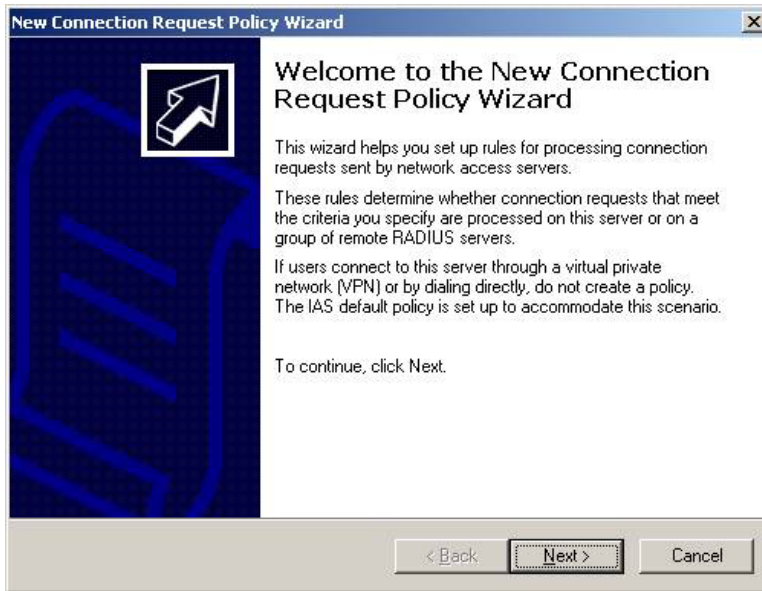 New Connection Request Policy Wizard
Welcome to the New Connection
Request Policy Wizard
This wizard helps you set up rules for processing connection
requests sent by network access servers.
These rules determine whether connection requests that meet
the criteria you specify are processed on this server or on a
group of remote RADIUS servers.
If users connect to this server through a virtual private
network (VPN) or by dialing directly, do not create a policy.
The IAS default policy is set up to accommodate this scenario.
To continue, click Next.
< Back
Next >
Cancel